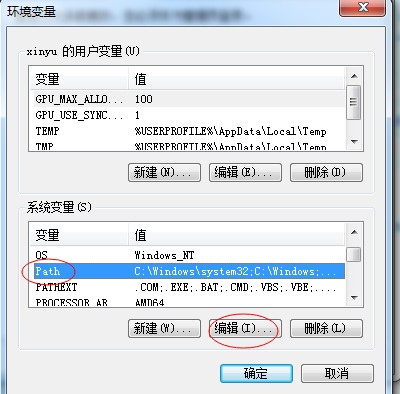 环境变量
xinyu 的用户变量(U)
变量 值
GPU_MAX_ALLO... 100
GPU_USE_SYNC... 1
TEMP %USERPROFILE%\AppData\Local\Temp
TMP %USERPROFILE%\AppData\Local\Temp
新建(N)... 编辑(E)... 删除(D)
系统变量(S)
变量 值
OS Windows_NT
Path C:\Windows\system32;C:\Windows;...
PATHEXT .COM;.EXE;.BAT;.CMD;.VBS;.VBE;....
PROCESSOR_AR... AMD64
新建(W)... 编辑(I)... 删除(L)
确定 取消